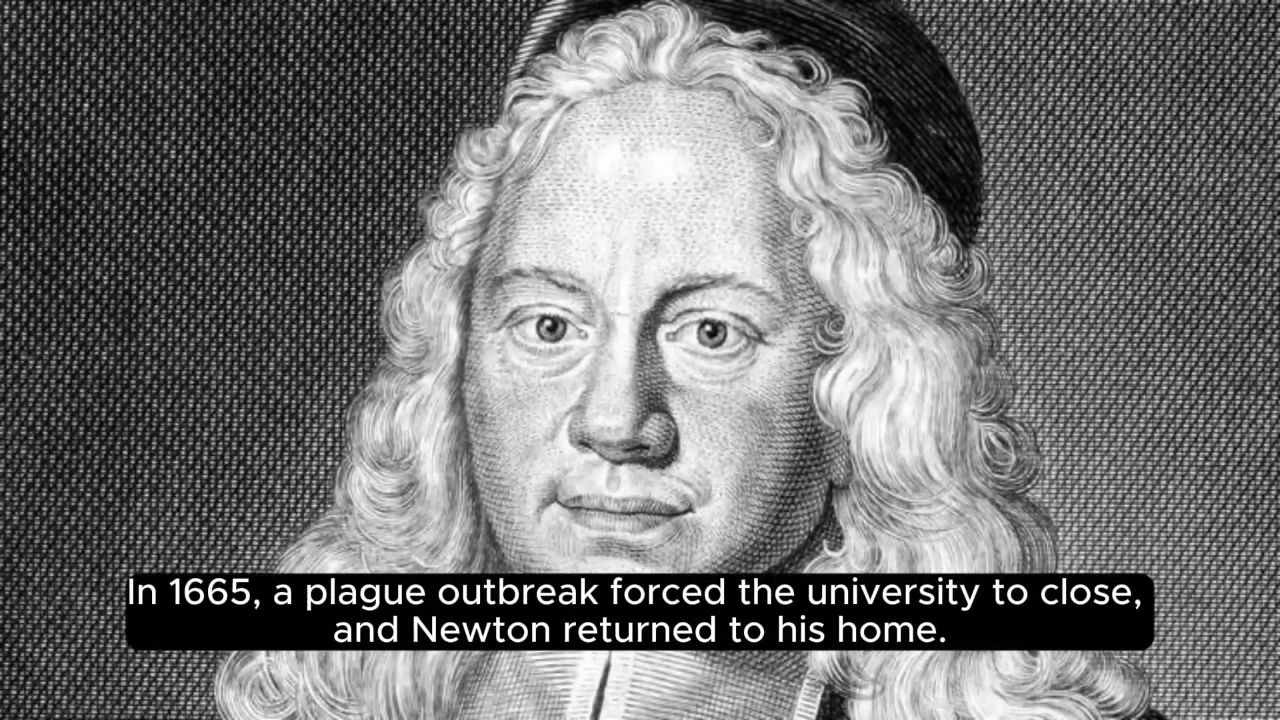 In 1665, a plague outbreak forced the university to close,
and Newton returned to his home.